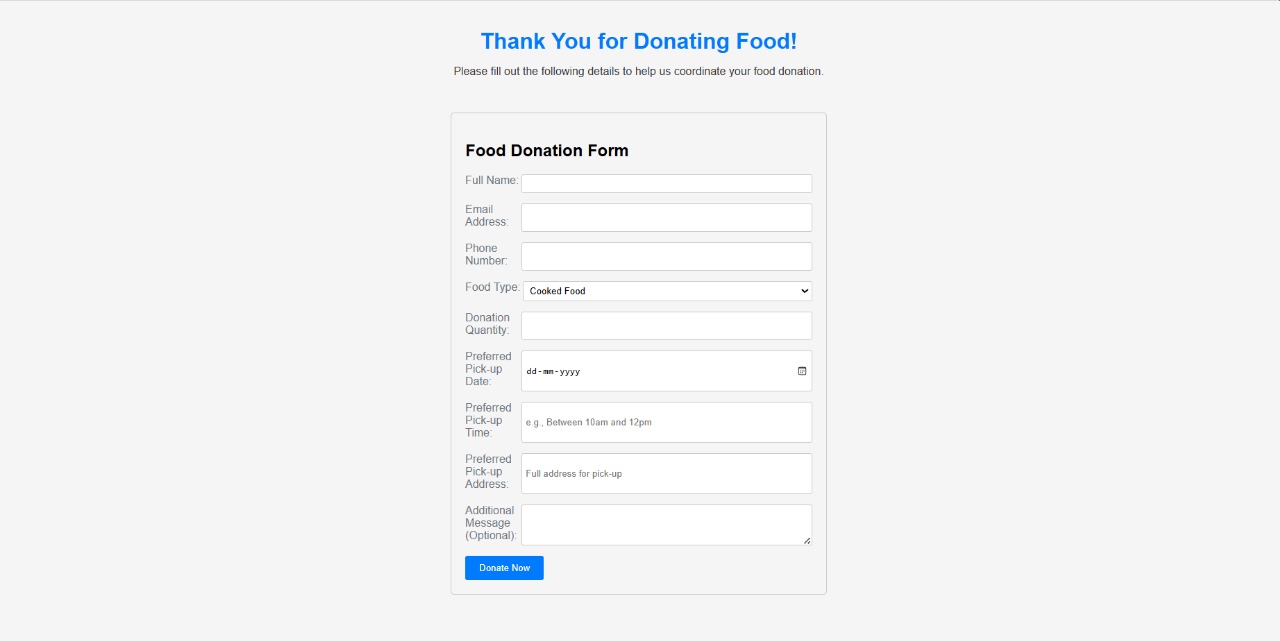 Thank You for Donating Food!
Please fill out the following details to help us coordinate your food donation.
Food Donation Form
Full Name:
Email
Address:
Phone
Number:
Food Type: Cooked Food
Donation
Quantity:
Preferred
Pick-up
Date:
dd-mm-yyyy
Preferred
Pick-up
Time:
e.g., Between 10am and 12pm
Preferred
Pick-up
Address:
Full address for pick-up
Additional
Message
(Optional):
Donate Now